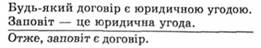 Будь-який договір є юридичною угодою.
Заповіт — це юридична угода.
Отже, заповіт є договір.